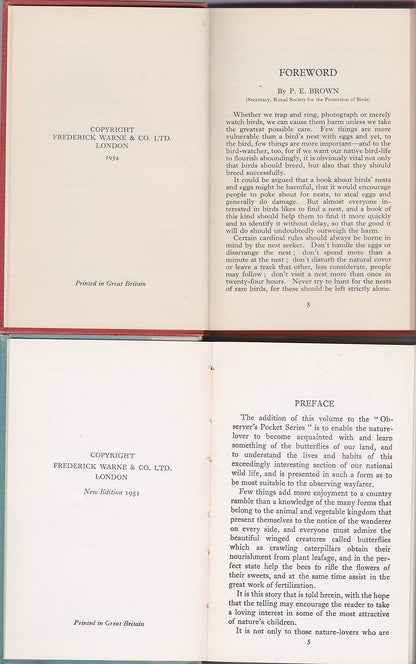 COPYRIGHT
FREDERICK WARNE & CO. LTD.
LONDON
1954
Printed in Great Britain
FOREWORD
By P. E. BROWN
(Secretary, Royal Society for the Protection of Birds)
Whether we trap and ring, photograph or merely
watch birds, we can cause them harm unless we take
the greatest possible care. Few things are more
vulnerable than a bird's nest with eggs and yet, to
the bird, few things are more important—and to the
bird-watcher, too, for if we want our native bird-life
to flourish aboundingly, it is obviously vital not only
that birds should breed, but also that they should
breed successfully.
It could be argued that a book about birds' nests
and eggs might be harmful, that it would encourage
people to poke about for nests, to steal eggs and
generally do damage. But almost everyone in-
terested in birds likes to find a nest, and a book of
this kind should help them to find it more quickly
and to identify it without delay, so that the good it
will do should undoubtedly outweigh the harm.
Certain cardinal rules should always be borne in
mind by the nest seeker. Don't handle the eggs or
disarrange the nest; don't spend more than a
minute at the nest; don't disturb the natural cover
or leave a track that other, less considerate, people
may follow; don't visit a nest more than once in
twenty-four hours. Never try to hunt for the nests
of rare birds, for these should be left strictly alone.
5
COPYRIGHT
FREDERICK WARNE & CO. LTD.
LONDON
New Edition 1951
Printed in Great Britain
PREFACE
The addition of this volume to the "Ob-
server's Pocket Series" is to enable the nature-
lover to become acquainted with and learn
something of the butterflies of our land, and
to understand the lives and habits of this
exceedingly interesting section of our national
wild life, and is presented in such a form as to
be most suitable to the observing wayfarer.
Few things add more enjoyment to a country
ramble than a knowledge of the many forms that
belong to the animal and vegetable kingdom that
present themselves to the notice of the wanderer
on every side, and everyone must admire the
beautiful winged creatures called butterflies
which as crawling caterpillars obtain their
nourishment from plant leafage, and in the per-
fect state help the bees to rifle the flowers of
their sweets, and at the same time assist in the
great work of fertilization.
It is this story that is told herein, with the hope
that the telling may encourage the reader to take
a loving interest in some of the most attractive
of nature's children.
It is not only to those nature-lovers who are
5